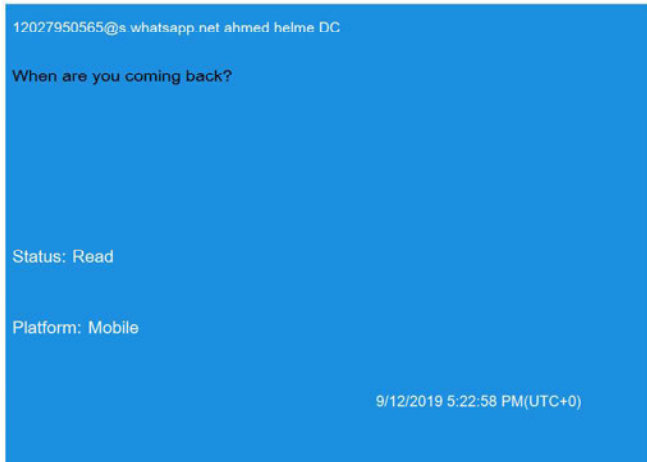 12027950565@s.whatsapp.net ahmed helme DC
When are you coming back?
Status: Read
Platform: Mobile
9/12/2019 5:22:58 PM(UTC+0)